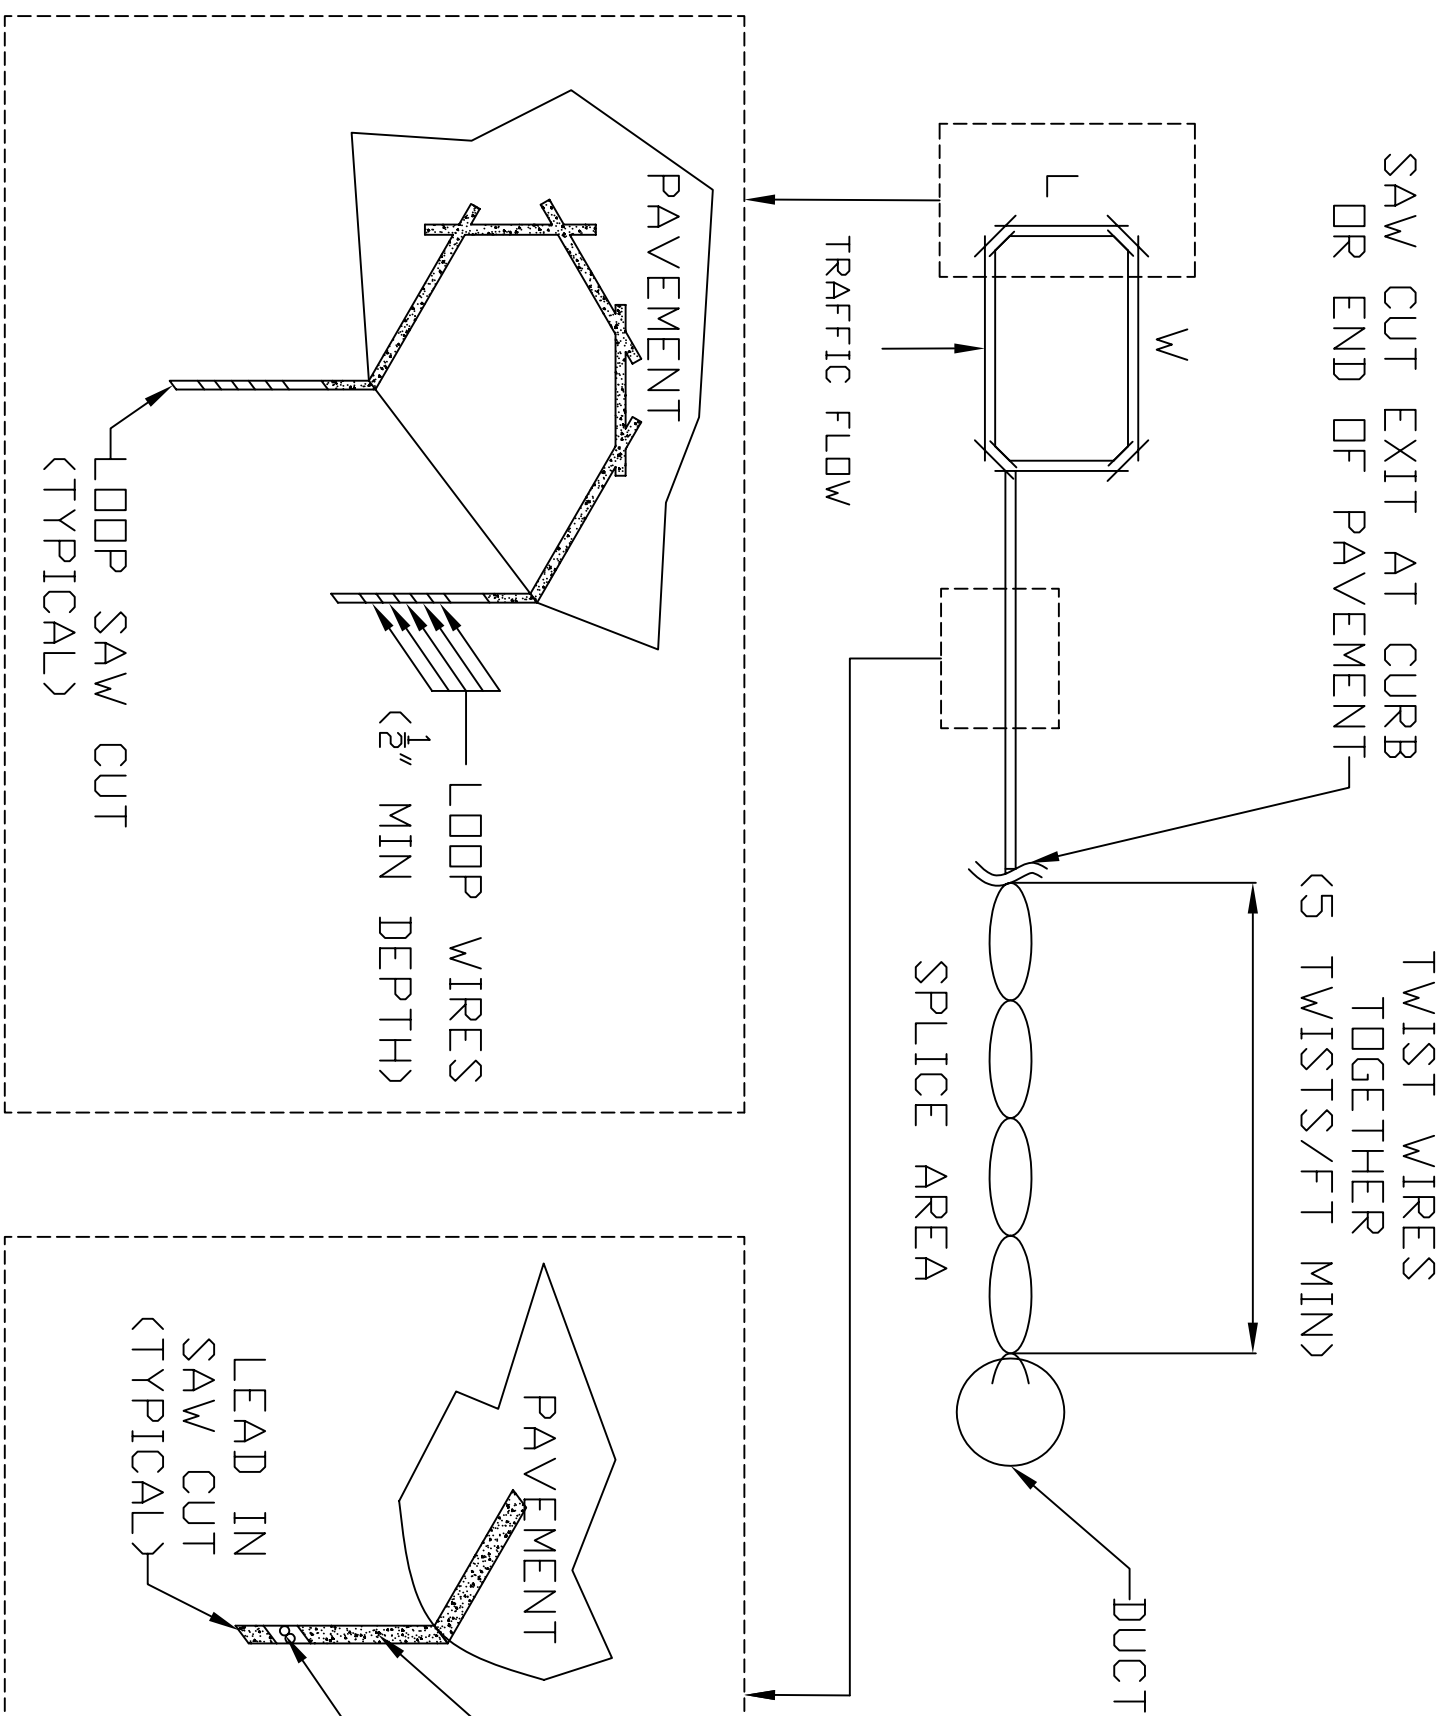 SAW CUT EXIT AT CURB
OR END OF PAVEMENT
TWIST WIRES
TOGETHER
(5 TWISTS/FT MIN)
W
L
TRAFFIC FLOW
SPLICE AREA
DUCT
PAVEMENT
LOOP WIRES
(1/2" MIN DEPTH)
LOOP SAW CUT
(TYPICAL)
PAVEMENT
LEAD IN
SAW CUT
(TYPICAL)